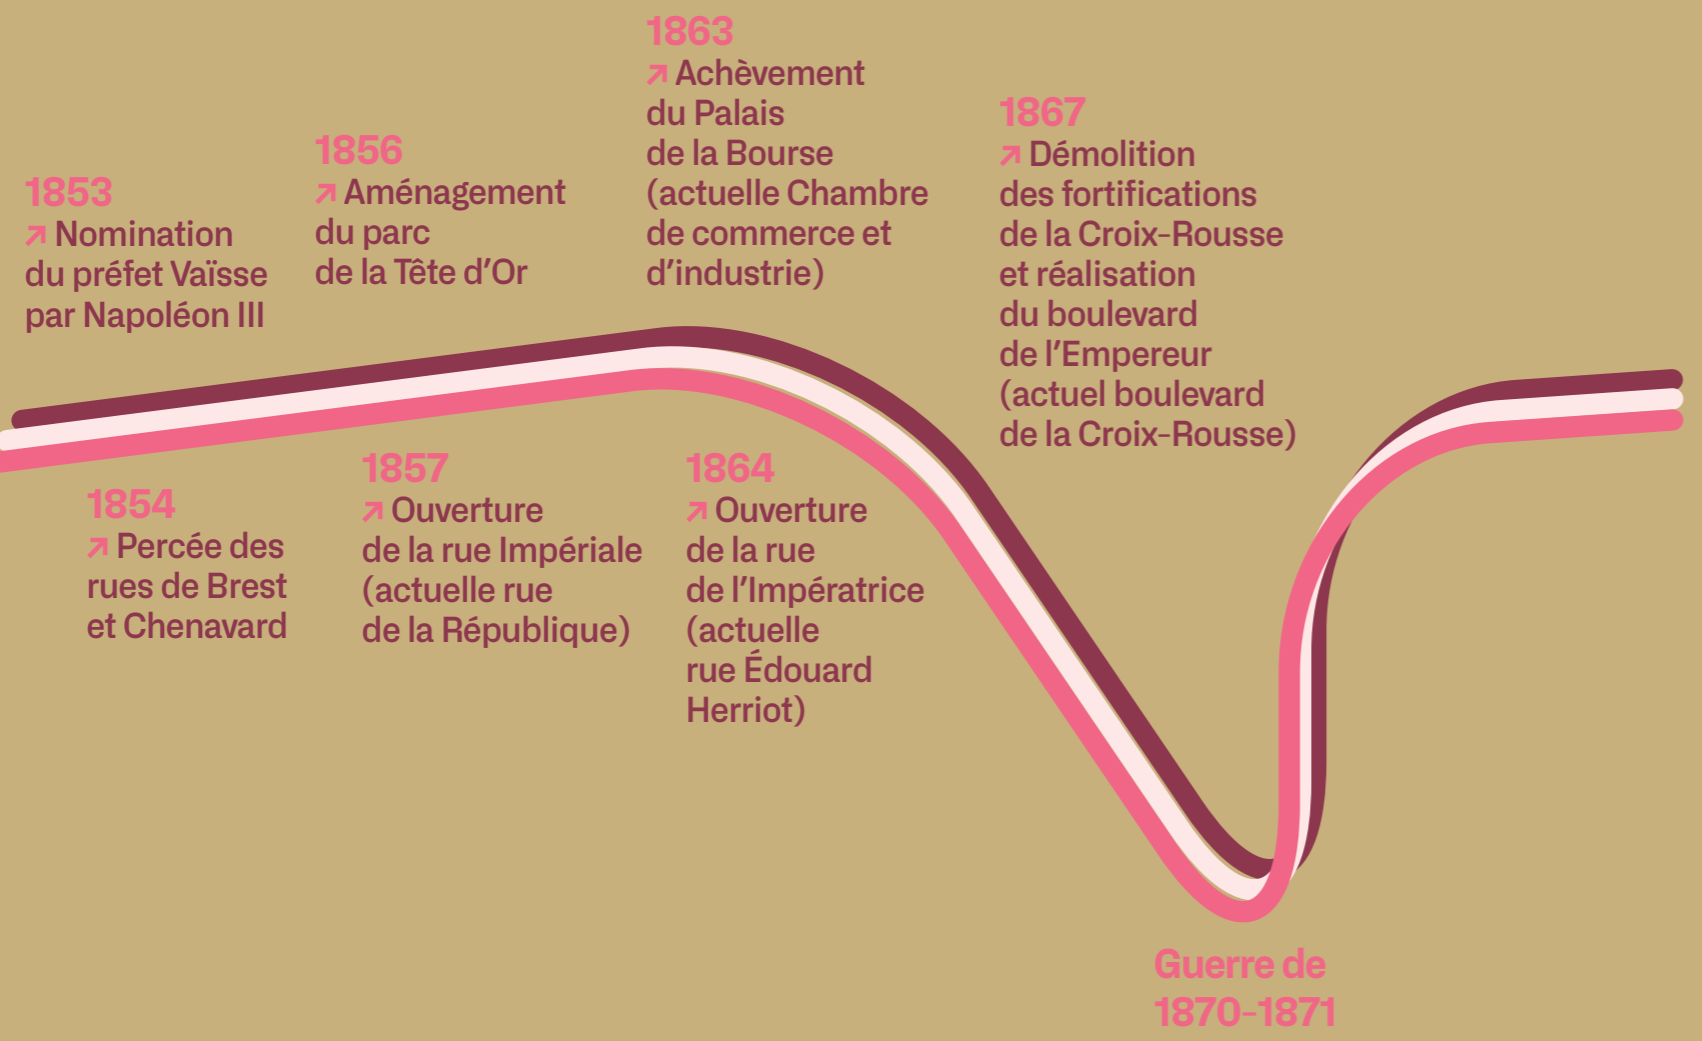 1853
↗ Nomination
du préfet Vaïsse
par Napoléon III
1854
↗ Percée des
rues de Brest
et Chenavard
1856
↗ Aménagement
du parc
de la Tête d’Or
1857
↗ Ouverture
de la rue Impériale
(actuelle rue
de la République)
1863
↗ Achèvement
du Palais
de la Bourse
(actuelle Chambre
de commerce et
d’industrie)
1864
↗ Ouverture
de la rue
de l’Impératrice
(actuelle
rue Édouard
Herriot)
1867
↗ Démolition
des fortifications
de la Croix-Rousse
et réalisation
du boulevard
de l’Empereur
(actuel boulevard
de la Croix-Rousse)
Guerre de
1870-1871